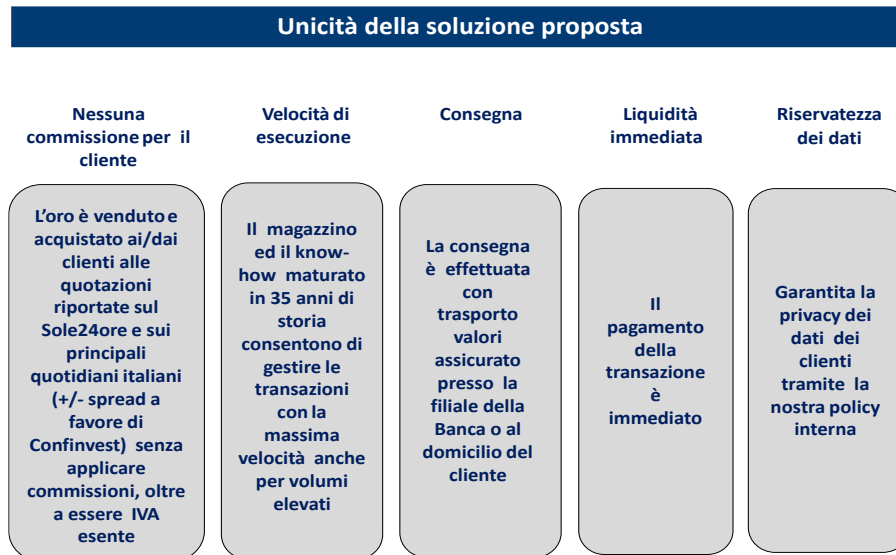 Unicità della soluzione proposta
Nessuna
commissione per il
cliente
Velocità di
esecuzione
Consegna
Liquidità
immediata
Riservatezza
dei dati
L'oro è venduto e
acquistato ai/dai
clienti alle
quotazioni
riportate sul
Sole24ore e sui
principali
quotidiani italiani
(+/- spread a
favore di
Confinvest) senza
applicare
commissioni, oltre
a essere IVA
esente
Il magazzino
ed il know-
how maturato
in 35 anni di
storia
consentono di
gestire le
transazioni
con la
massima
velocità anche
per volumi
elevati
La consegna
è effettuata
con
trasporto
valori
assicurato
presso la
filiale della
Banca o al
domicilio del
cliente
Il
pagamento
della
transazione
è
immediato
Garantita la
privacy dei
dati dei
clienti
tramite la
nostra policy
interna